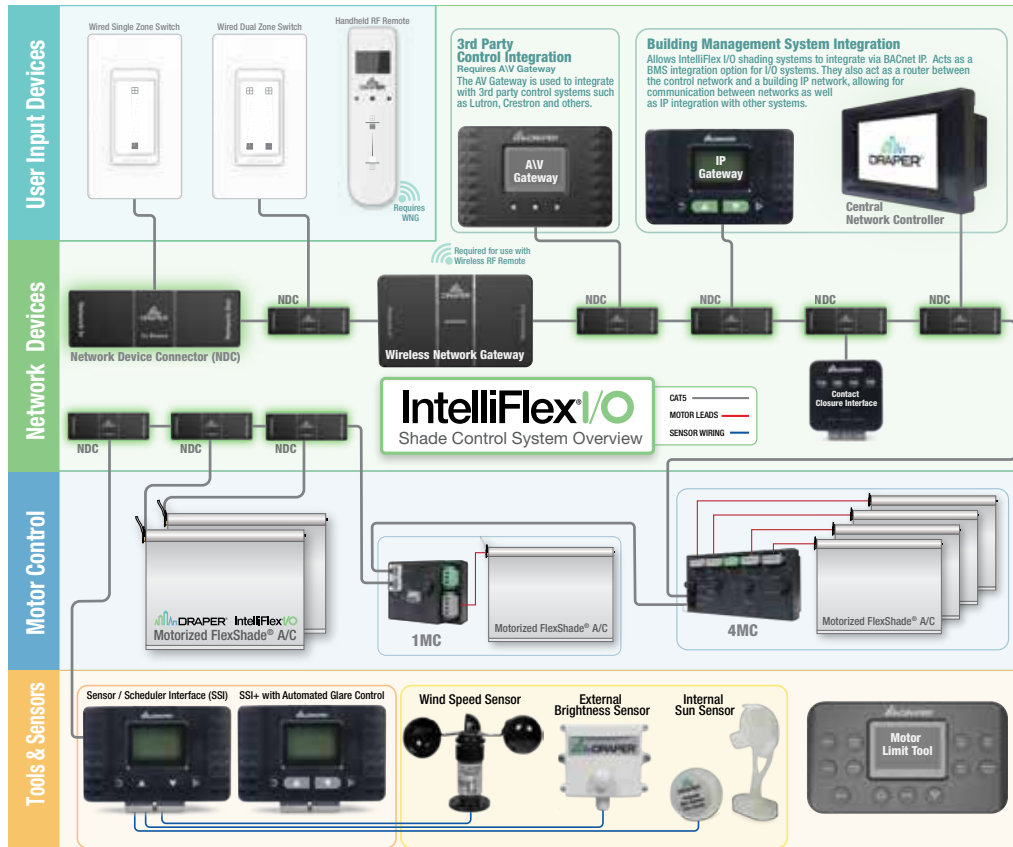 User Input Devices
Wired Single Zone Switch
Wired Dual Zone Switch
Handheld RF Remote
DRAPER
Requires
WNG
3rd Party
Control Integration
Requires A\V Gateway
The AV Gateway is used to integrate
with 3rd party control systems such
as Lutron, Crestron and others.
DRAPER
A\V
Gateway
Building Management System Integration
Allows IntelliFlex I/O shading systems to integrate via BACnet IP. Acts as a
BMS integration option for I/O systems. They also act as a router between
the control network and a building IP network, allowing for
communication between networks as well
as IP integration with other systems.
DRAPER
IP
Gateway
DRAPER
Central
Network Controller
Network Devices
DRAPER
Network Device Connector (NDC)
NDC
Required for use with
Wireless RF Remote
DRAPER
Wireless Network Gateway
NDC
NDC
NDC
NDC
Contact
Closure Interface
IntelliFlex® I/O
Shade Control System Overview
CAT5
MOTOR LEADS
SENSOR WIRING
NDC
NDC
NDC
Motor Control
DRAPER® IntelliFlex I/O
Motorized FlexShade® A/C
1MC
Motorized FlexShade® A/C
4MC
Motorized FlexShade® A/C
Tools & Sensors
Sensor / Scheduler Interface (SSI)
DRAPER
SSI+ with Automated Glare Control
DRAPER
Wind Speed Sensor
External
Brightness Sensor
DRAPER
Internal
Sun Sensor
DRAPER
Motor
Limit Tool